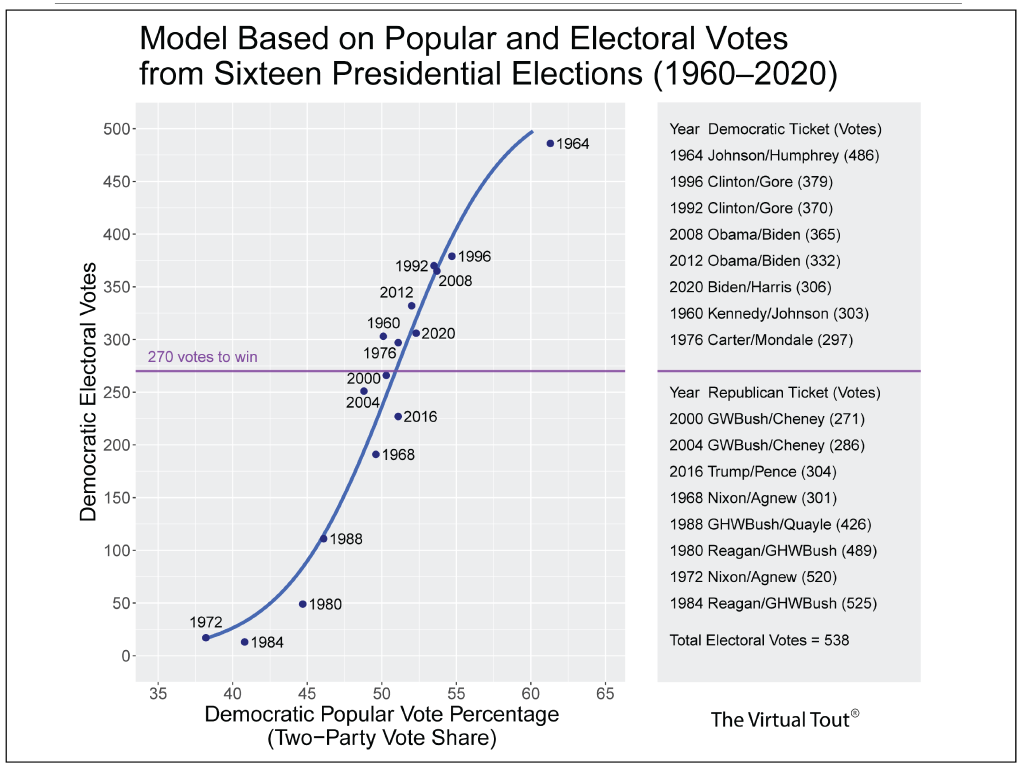 Model Based on Popular and Electoral Votes
from Sixteen Presidential Elections (1960–2020)
Democratic Electoral Votes
500
450
400
350
300
250
200
150
100
50
0
270 votes to win
1964
1996
1992
2008
2012
1960
2020
1976
2000
2004
2016
1968
1988
1980
1972
1984
35
40
45
50
55
60
65
Democratic Popular Vote Percentage
(Two−Party Vote Share)
Year Democratic Ticket (Votes)
1964 Johnson/Humphrey (486)
1996 Clinton/Gore (379)
1992 Clinton/Gore (370)
2008 Obama/Biden (365)
2012 Obama/Biden (332)
2020 Biden/Harris (306)
1960 Kennedy/Johnson (303)
1976 Carter/Mondale (297)
Year Republican Ticket (Votes)
2000 GWBush/Cheney (271)
2004 GWBush/Cheney (286)
2016 Trump/Pence (304)
1968 Nixon/Agnew (301)
1988 GHWBush/Quayle (426)
1980 Reagan/GHWBush (489)
1972 Nixon/Agnew (520)
1984 Reagan/GHWBush (525)
Total Electoral Votes = 538
The Virtual Tout®